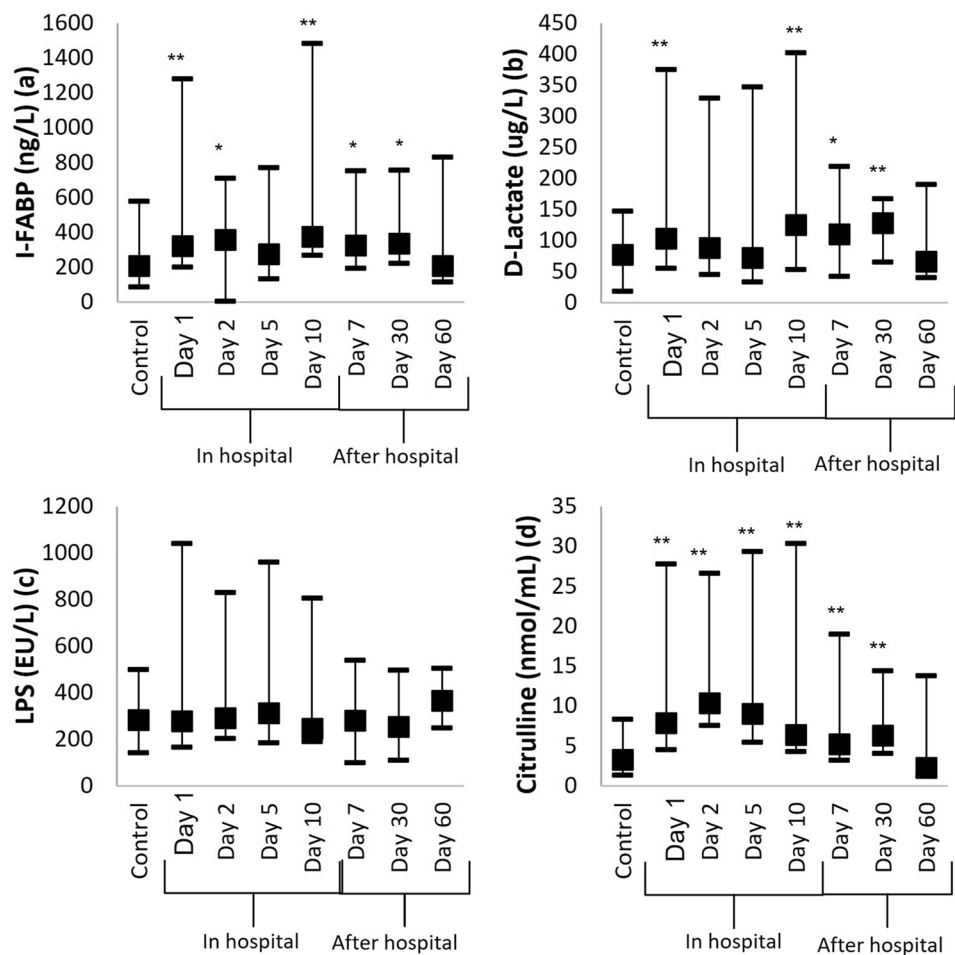 I-FABP (ng/L) (a)
1600
1400
1200
1000
800
600
400
200
0
**
*
**
*
*
Control
Day 1
Day 2
Day 5
Day 10
Day 7
Day 30
Day 60
In hospital
After hospital
D-Lactate (ug/L) (b)
450
400
350
300
250
200
150
100
50
0
**
**
*
**
Control
Day 1
Day 2
Day 5
Day 10
Day 7
Day 30
Day 60
In hospital
After hospital
LPS (EU/L) (c)
1200
1000
800
600
400
200
0
Control
Day 1
Day 2
Day 5
Day 10
Day 7
Day 30
Day 60
In hospital
After hospital
Citrulline (nmol/mL) (d)
35
30
25
20
15
10
5
0
**
**
**
**
**
**
Control
Day 1
Day 2
Day 5
Day 10
Day 7
Day 30
Day 60
In hospital
After hospital